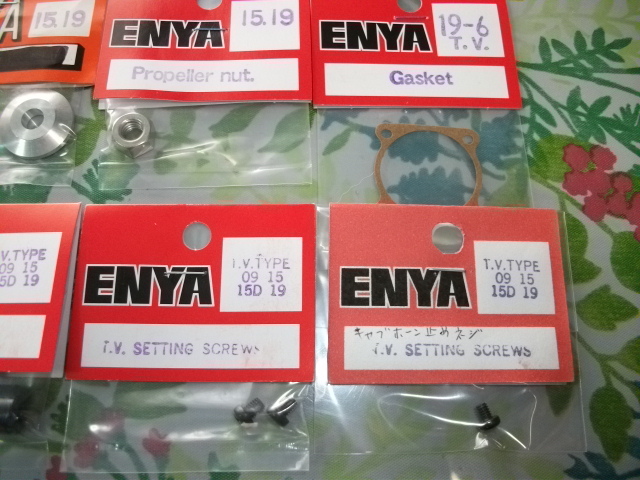 A
15.19
ENYA
15.19
Propeller nut.
ENYA
19-6
T.V.
Gasket
V.TYPE
09 15
15D 19
ENYA
T.V.TYPE
09 15
15D 19
T.V. SETTING SCREWS
ENYA
T.V.TYPE
09 15
15D 19
キャブホーン止めネジ
T.V. SETTING SCREWS